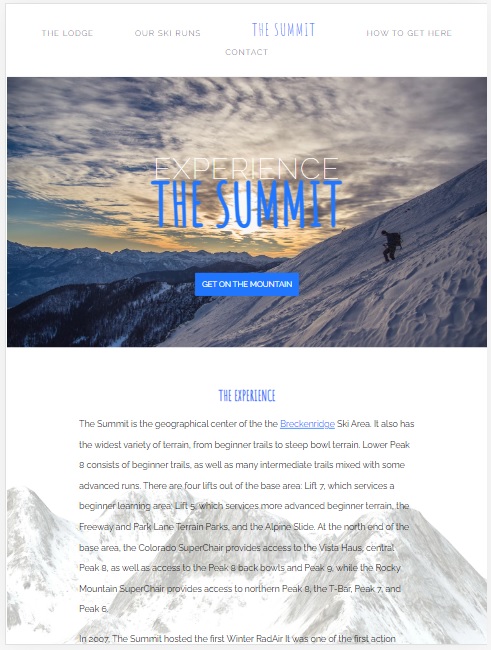 THE LODGE
OUR SKI RUNS
THE SUMMIT
HOW TO GET HERE
CONTACT
EXPERIENCE
THE SUMMIT
GET ON THE MOUNTAIN
THE EXPERIENCE
The Summit is the geographical center of the the Breckenridge Ski Area. It also has
the widest variety of terrain, from beginner trails to steep bowl terrain. Lower Peak
8 consists of beginner trails, as well as many intermediate trails mixed with some
advanced runs. There are four lifts out of the base area: Lift 7, which services a
beginner learning area; Lift 5, which services more advanced beginner terrain, the
Freeway and Park Lane Terrain Parks, and the Alpine Slide. At the north end of the
base area, the Colorado SuperChair provides access to the Vista Haus, central
Peak 8, as well as access to the Peak 8 back bowls and Peak 9, while the Rocky
Mountain SuperChair provides access to northern Peak 8, the T-Bar, Peak 7, and
Peak 6.
In 2007, The Summit hosted the first Winter RadAir It was one of the first action